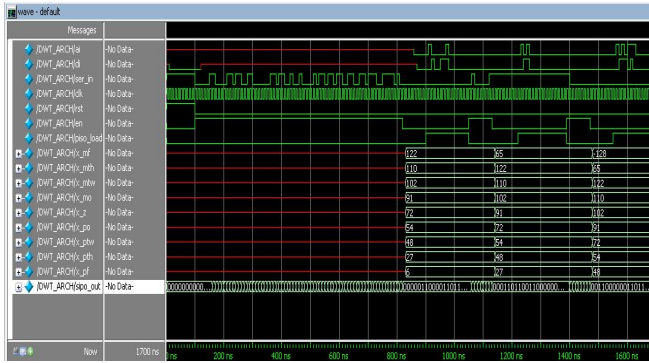 wave - default
Messages
/DWT_ARCH/ai -No Data-
/DWT_ARCH/di -No Data-
/DWT_ARCH/ser_in -No Data-
/DWT_ARCH/clk -No Data-
/DWT_ARCH/rst -No Data-
/DWT_ARCH/en -No Data-
/DWT_ARCH/piso_load -No Data-
/DWT_ARCH/x_mf -No Data- 122 65 -128
/DWT_ARCH/x_mth -No Data- 110 122 65
/DWT_ARCH/x_mtw -No Data- 102 110 122
/DWT_ARCH/x_mo -No Data- 91 102 110
/DWT_ARCH/x_z -No Data- 72 91 102
/DWT_ARCH/x_po -No Data- 54 72 91
/DWT_ARCH/x_ptw -No Data- 48 54 72
/DWT_ARCH/x_pth -No Data- 27 48 54
/DWT_ARCH/x_pf -No Data- 6 27 48
/DWT_ARCH/sipo_out -No Data-
Now 1700 ns ns 200 ns 400 ns 600 ns 800 ns 1000 ns 1200 ns 1400 ns 1600 ns